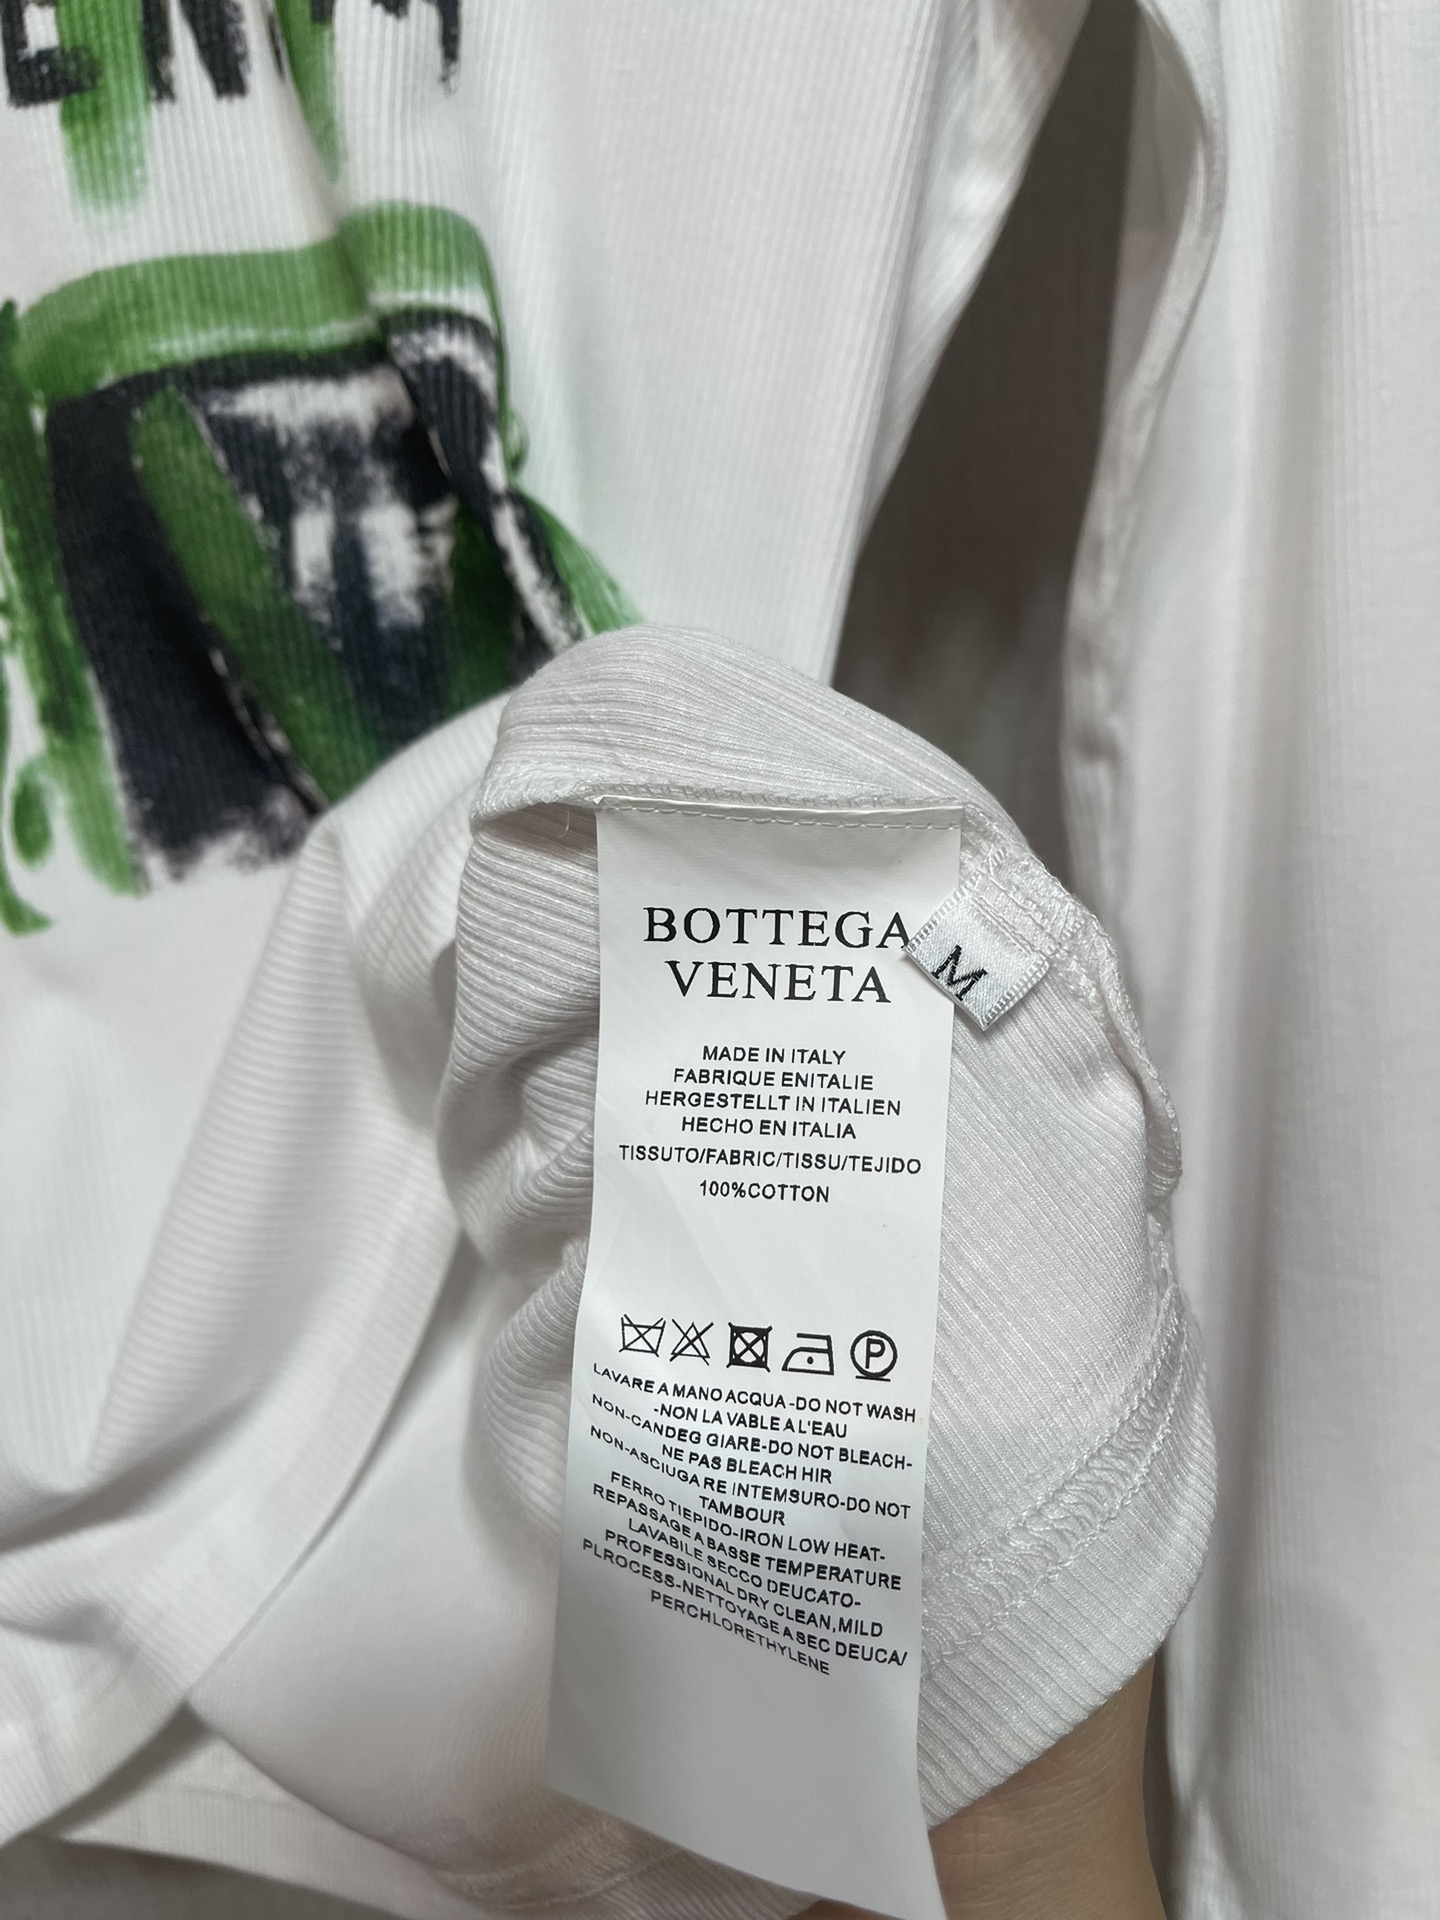 BOTTEGA
VENETA
M
MADE IN ITALY
FABRIQUE ENITALIE
HERGESTELLT IN ITALIEN
HECHO EN ITALIA
TISSUTO/FABRIC/TISSU/TEJIDO
100%COTTON
P
LAVARE A MANO ACQUA-DO NOT WASH
-NON LA VABLE A L'EAU
NON-CANDEG GIARE-DO NOT BLEACH-
NE PAS BLEACH HIR
NON-ASCIUGA RE INTEMSURO-DO NOT
TAMBOUR
FERRO TIEPIDO-IRON LOW HEAT-
REPASSAGE A BASSE TEMPERATURE
LAVABILE SECCO DEUCATO-
PROFESSIONAL DRY CLEAN,MILD
PLROCESS-NETTOYAGE A SEC DEUCA/
PERCHLORETHYLENE